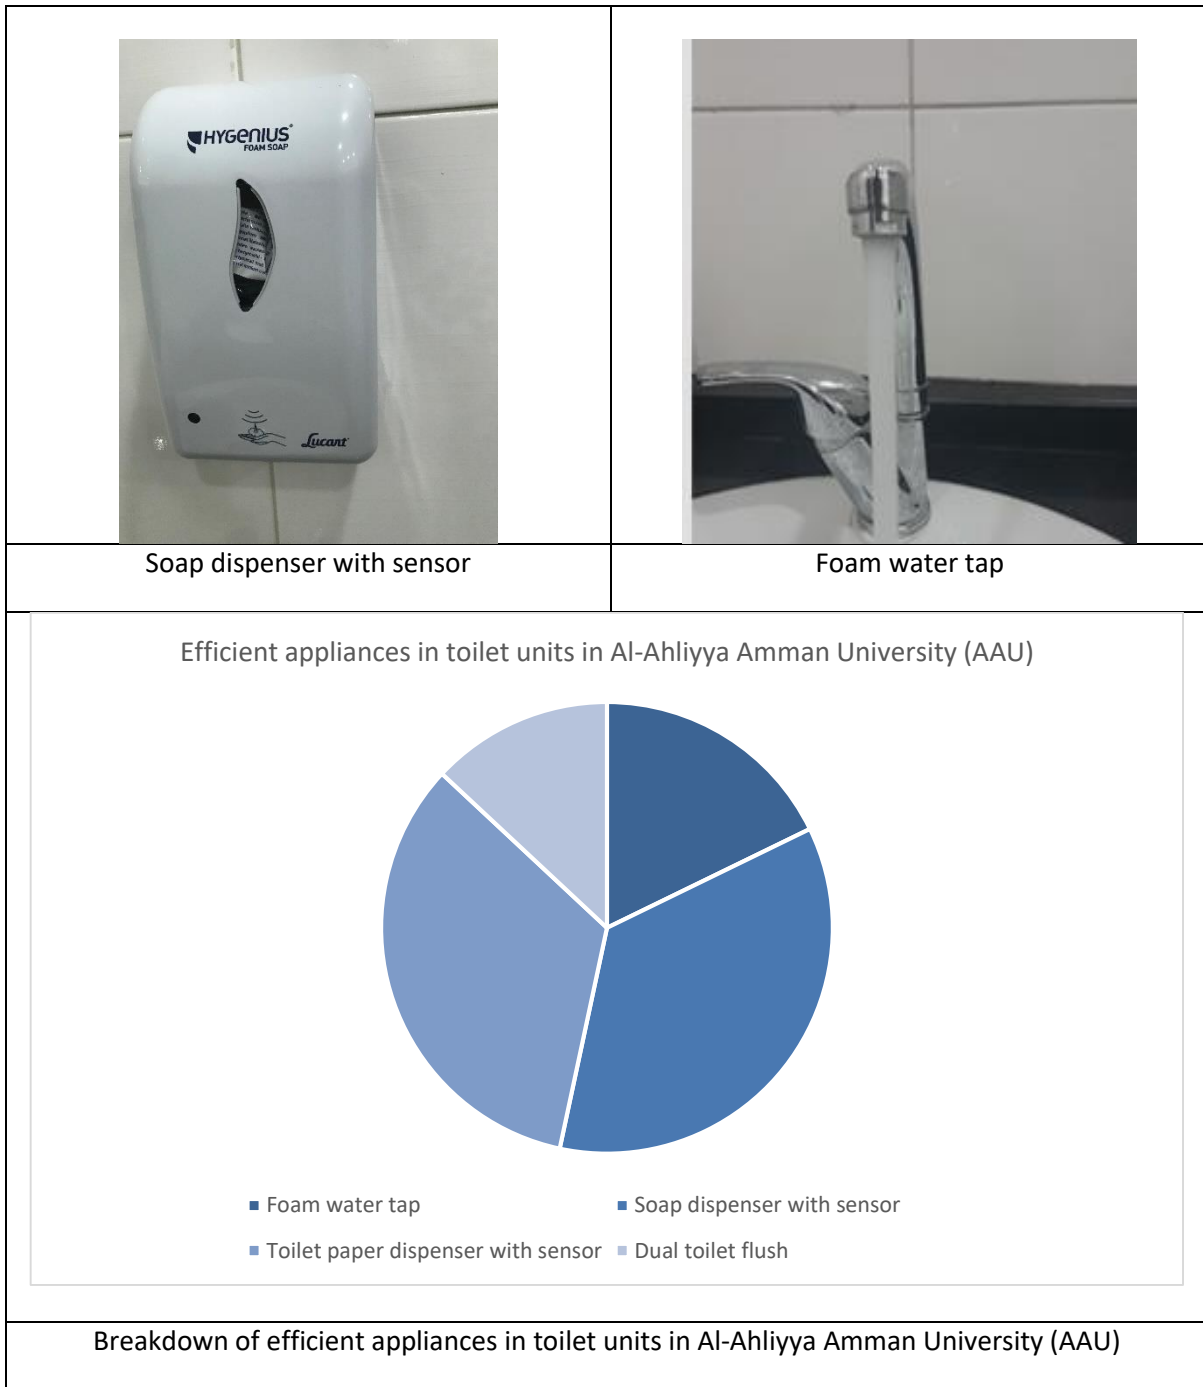 HYGENIUS
FOAM SOAP
Lucant
Soap dispenser with sensor
Foam water tap
Efficient appliances in toilet units in Al-Ahliyya Amman University (AAU)
Foam water tap
Soap dispenser with sensor
Toilet paper dispenser with sensor
Dual toilet flush
Breakdown of efficient appliances in toilet units in Al-Ahliyya Amman University (AAU)